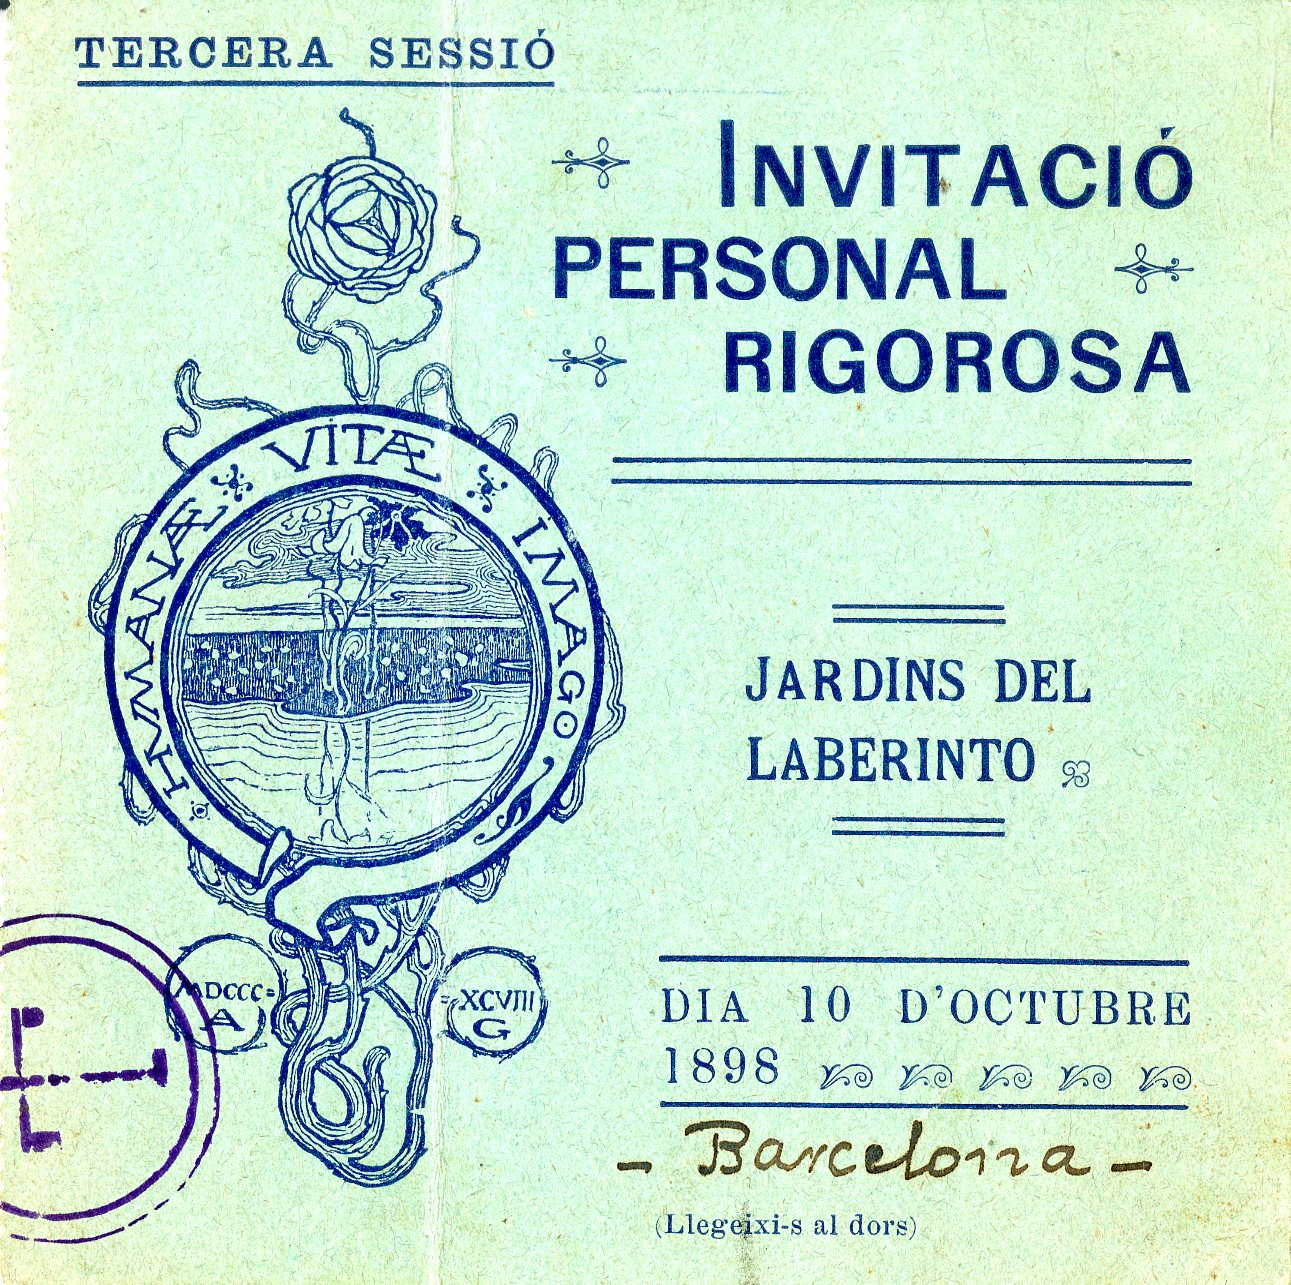 TERCERA SESSIÓ
INVITACIÓ
PERSONAL
RIGOROSA
HVMANÆ VITÆ IMAGO
JARDINS DEL
LABERINTO
MDCCC=
A
=XCVIII
G
DIA 10 D'OCTUBRE
1898
- Barcelona -
(Llegeixi-s al dors)